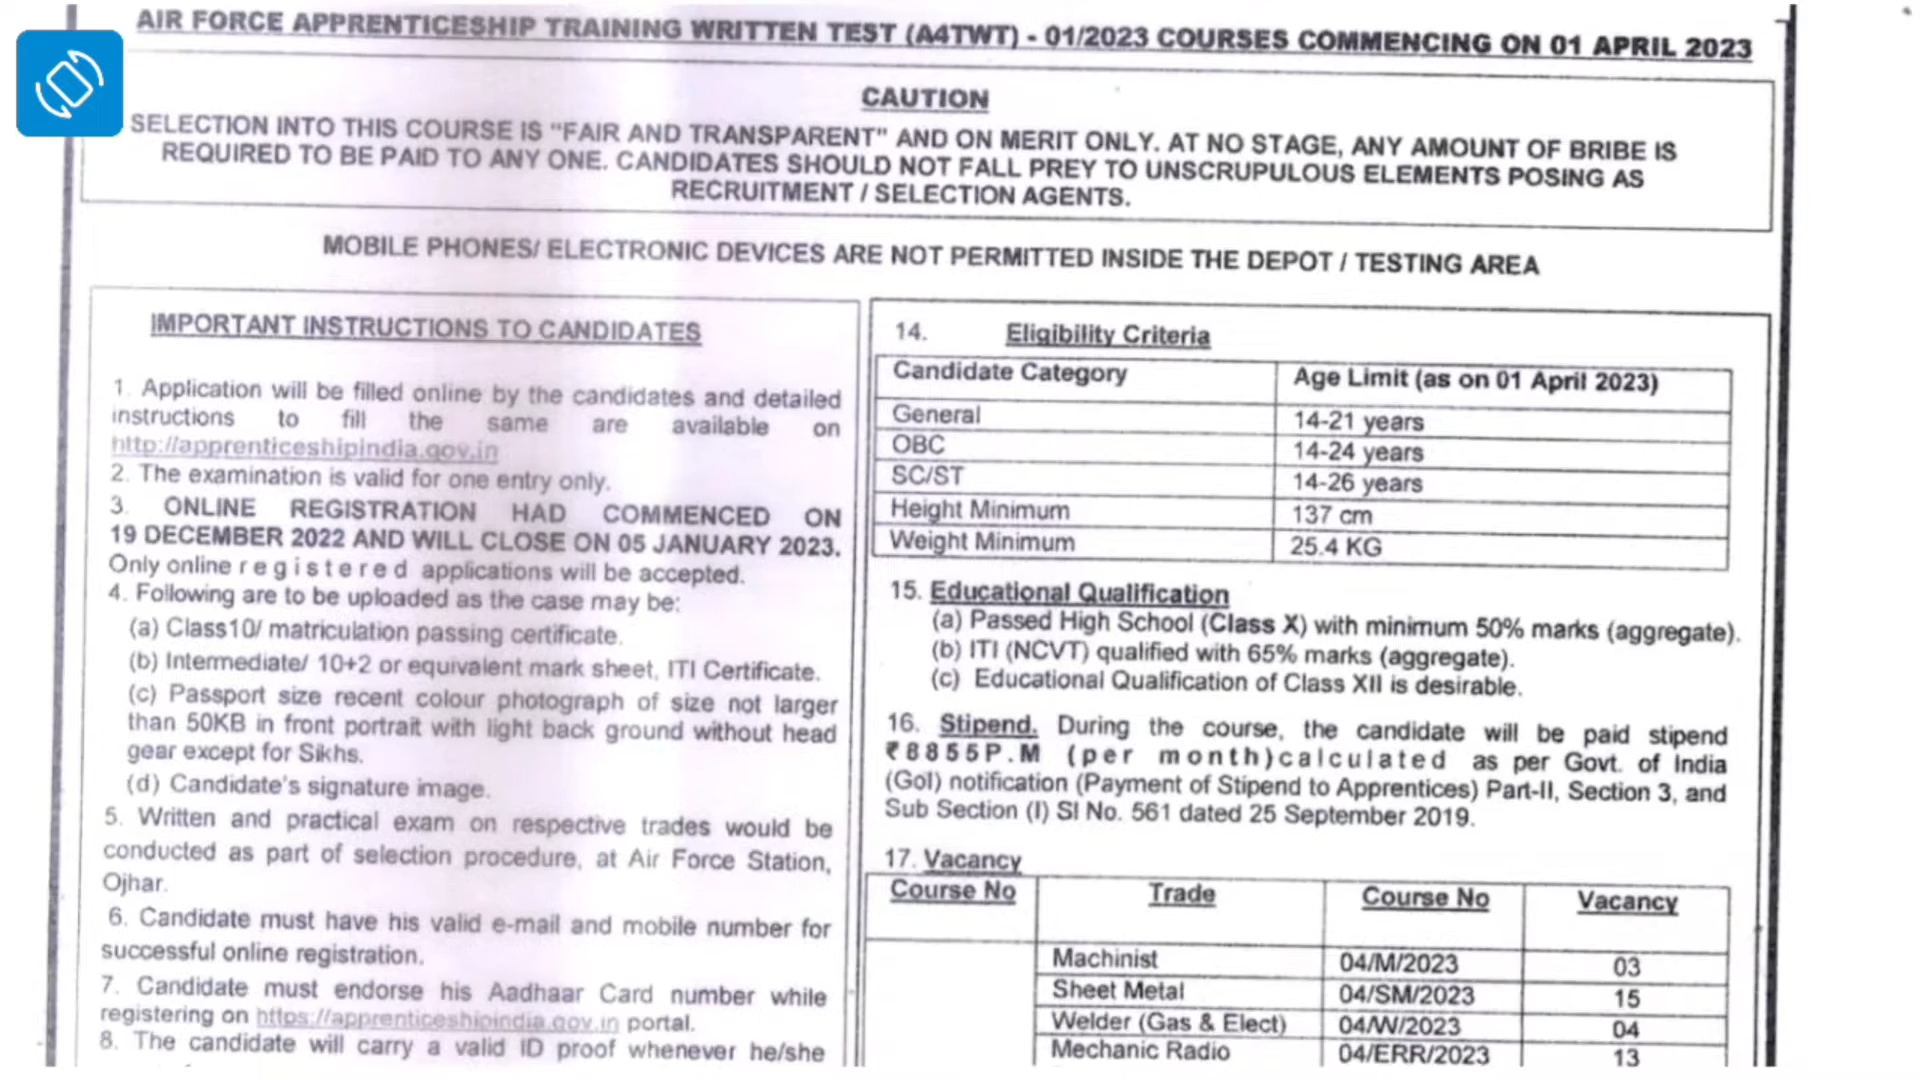 AIR FORCE APPRENTICESHIP TRAINING WRITTEN TEST (A4TWT) - 01/2023 COURSES COMMENCING ON 01 APRIL 2023
CAUTION
SELECTION INTO THIS COURSE IS "FAIR AND TRANSPARENT" AND ON MERIT ONLY. AT NO STAGE, ANY AMOUNT OF BRIBE IS
REQUIRED TO BE PAID TO ANY ONE. CANDIDATES SHOULD NOT FALL PREY TO UNSCRUPULOUS ELEMENTS POSING AS
RECRUITMENT / SELECTION AGENTS.
MOBILE PHONES/ ELECTRONIC DEVICES ARE NOT PERMITTED INSIDE THE DEPOT / TESTING AREA
IMPORTANT INSTRUCTIONS TO CANDIDATES
1. Application will be filled online by the candidates and detailed
instructions to fill the same are available on
http://apprenticeshipindia.gov.in
2. The examination is valid for one entry only.
3. ONLINE REGISTRATION HAD COMMENCED ON
19 DECEMBER 2022 AND WILL CLOSE ON 05 JANUARY 2023.
Only online registered applications will be accepted.
4. Following are to be uploaded as the case may be:
(a) Class10/ matriculation passing certificate.
(b) Intermediate/ 10+2 or equivalent mark sheet, ITI Certificate.
(c) Passport size recent colour photograph of size not larger
than 50KB in front portrait with light back ground without head
gear except for Sikhs.
(d) Candidate's signature image.
5. Written and practical exam on respective trades would be
conducted as part of selection procedure, at Air Force Station,
Ojhar.
6. Candidate must have his valid e-mail and mobile number for
successful online registration.
7. Candidate must endorse his Aadhaar Card number while
registering on https://apprenticeshipindia.gov.in portal.
8. The candidate will carry a valid ID proof whenever he/she
14. Eligibility Criteria
Candidate Category Age Limit (as on 01 April 2023)
General 14-21 years
OBC 14-24 years
SC/ST 14-26 years
Height Minimum 137 cm
Weight Minimum 25.4 KG
15. Educational Qualification
(a) Passed High School (Class X) with minimum 50% marks (aggregate).
(b) ITI (NCVT) qualified with 65% marks (aggregate).
(c) Educational Qualification of Class XII is desirable.
16. Stipend. During the course, the candidate will be paid stipend
₹8855P.M (per month)calculated as per Govt. of India
(GoI) notification (Payment of Stipend to Apprentices) Part-II, Section 3, and
Sub Section (I) SI No. 561 dated 25 September 2019.
17. Vacancy
Course No Trade Course No Vacancy
Machinist 04/M/2023 03
Sheet Metal 04/SM/2023 15
Welder (Gas & Elect) 04/W/2023 04
Mechanic Radio 04/ERR/2023 13